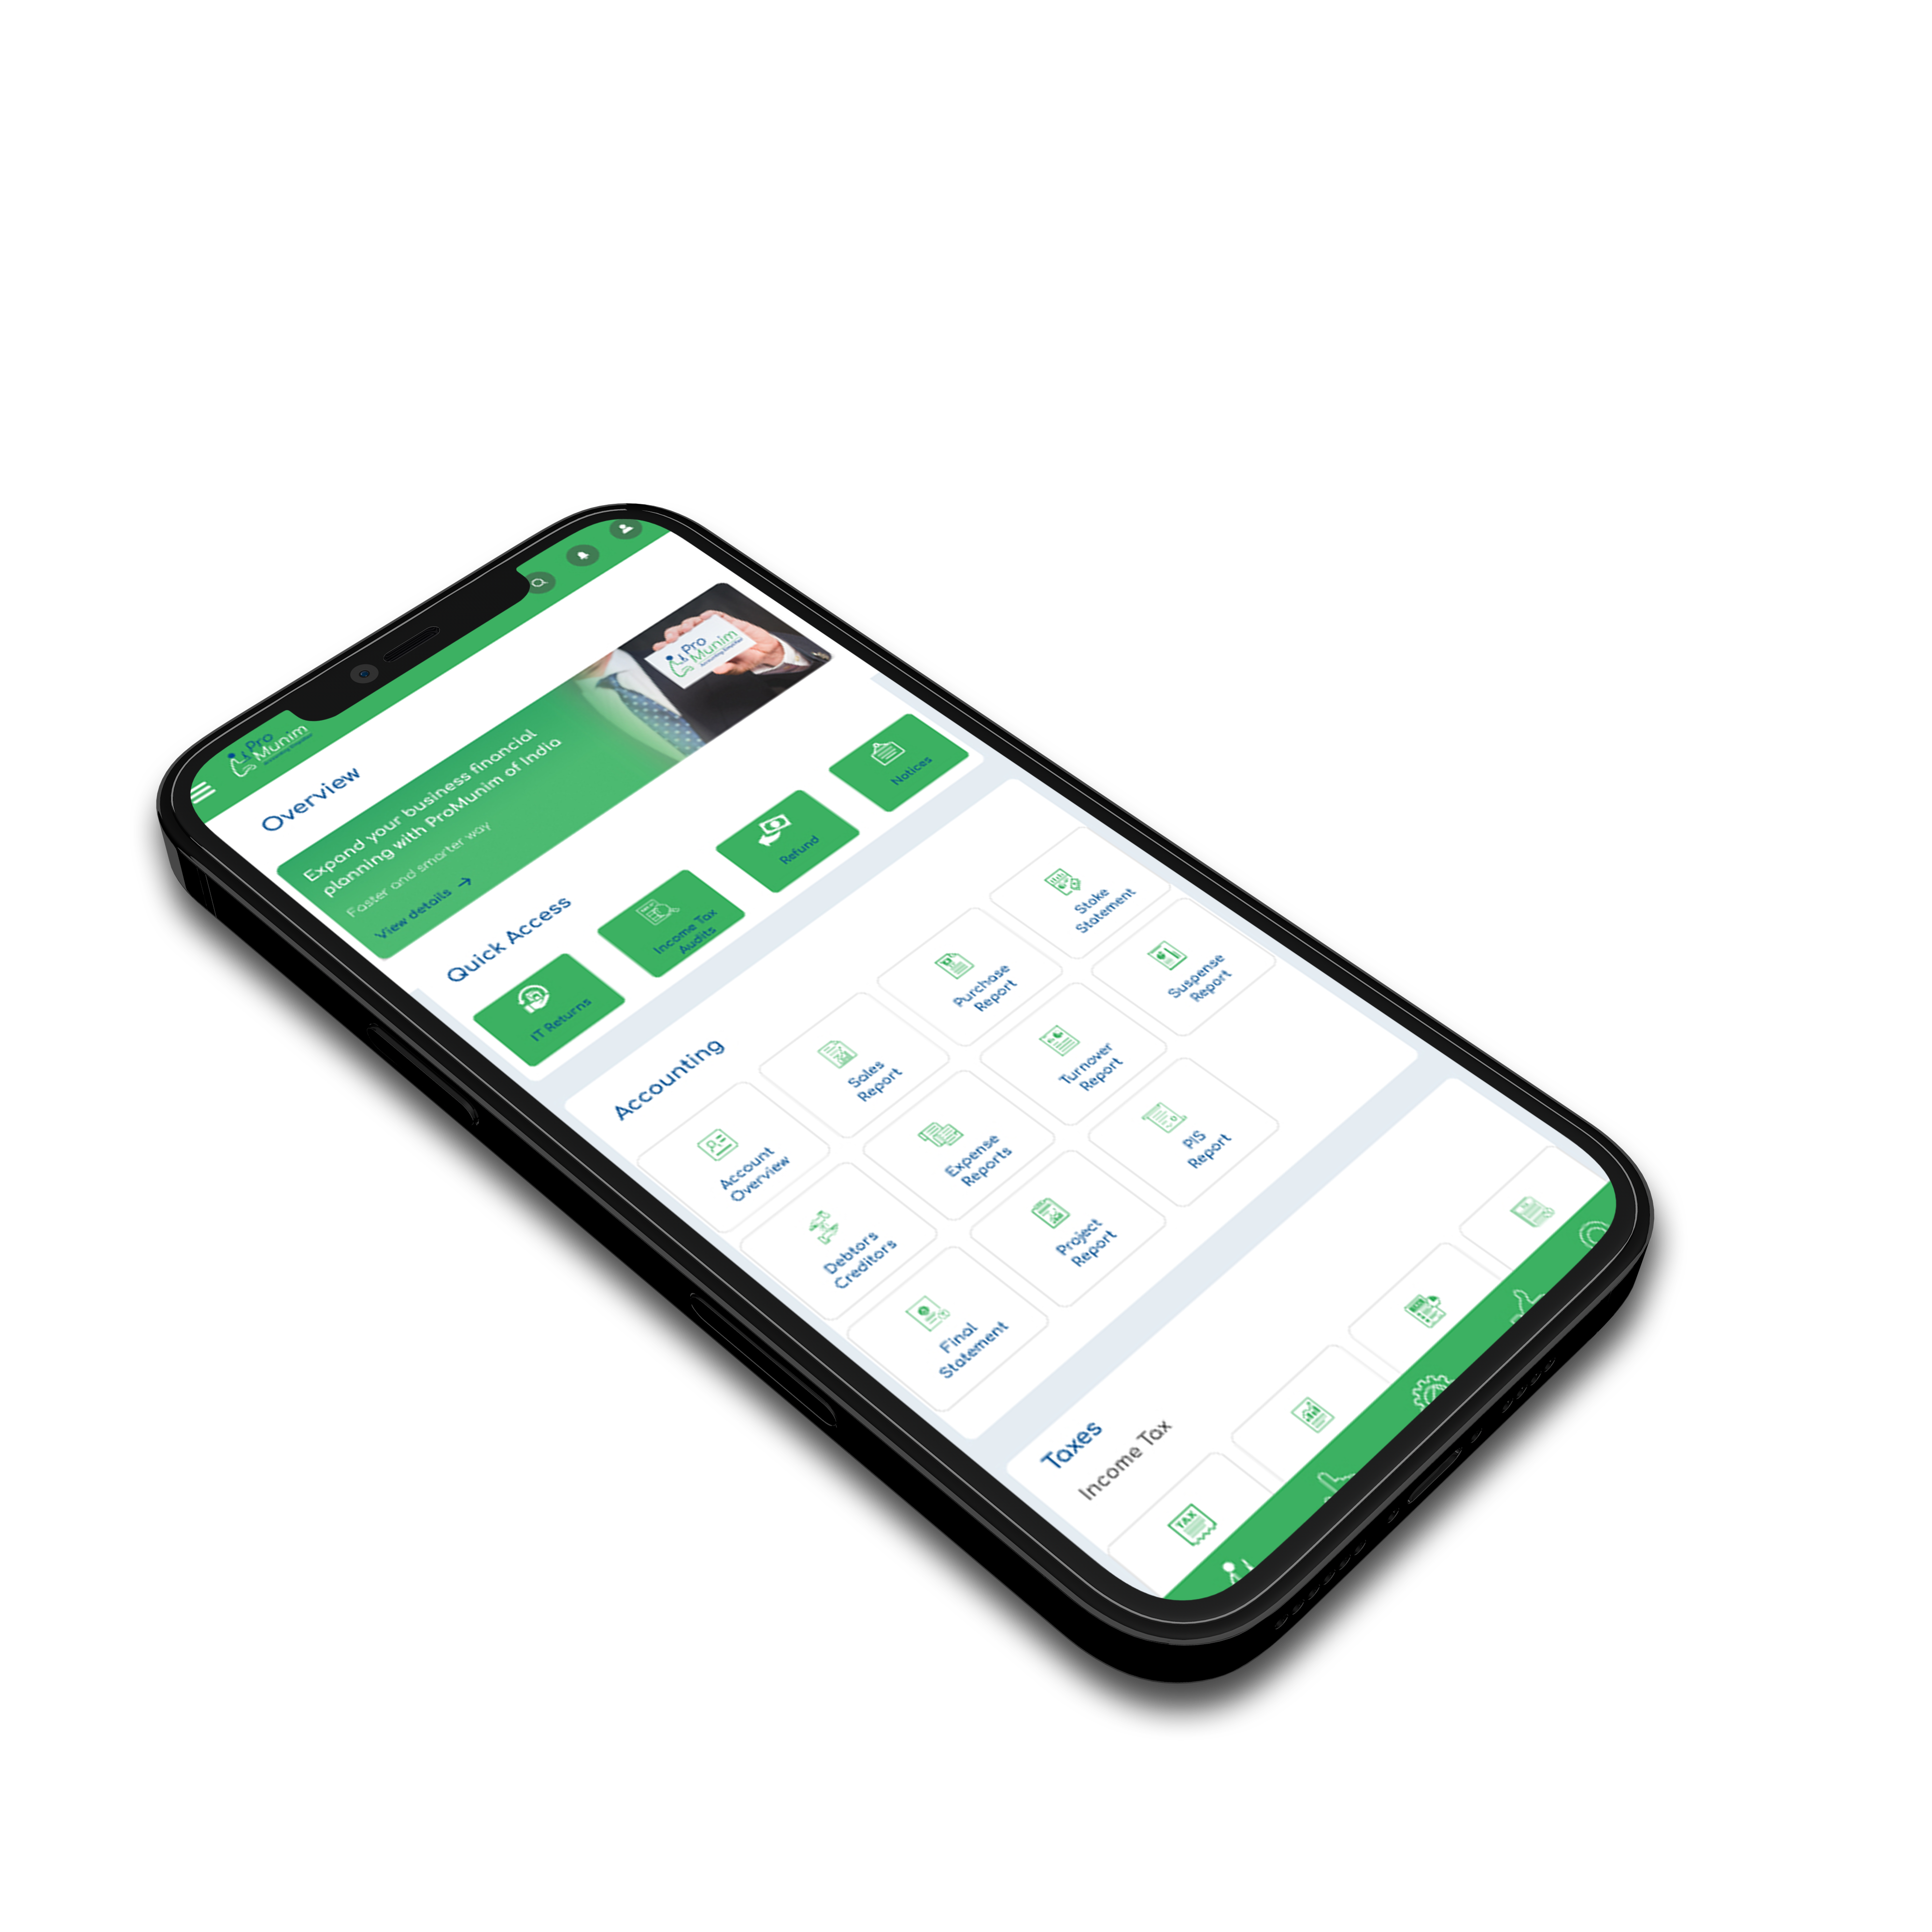 Pro
Munim
Overview
Expand your business financial
planning with ProMunim of India
Faster and smarter way
View details →
Pro
Munim
Quick Access
IT Returns
Income Tax
Audits
Refund
Notices
Accounting
Account
Overview
Sales
Report
Purchase
Report
Stoke
Statement
Debtors
Creditors
Expense
Reports
Turnover
Report
Suspense
Report
Final
Statement
Project
Report
PIS
Report
Taxes
Income Tax
TAX